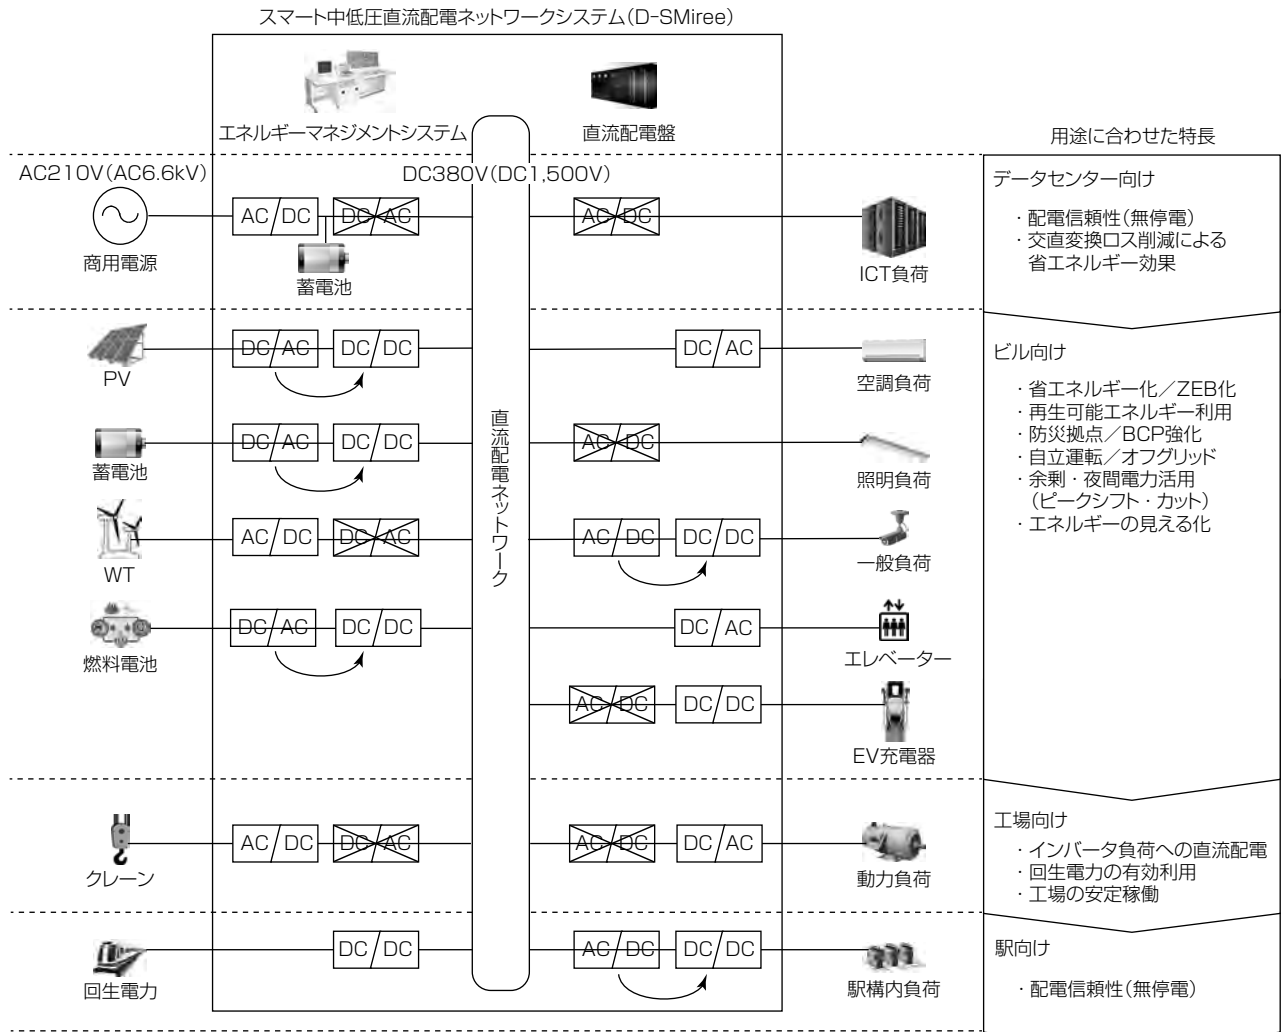 スマート中低圧直流配電ネットワークシステム(D-SMiree)
エネルギーマネジメントシステム
直流配電盤
用途に合わせた特長
AC210V(AC6.6kV)
DC380V(DC1,500V)
商用電源
AC/DC
DC/AC
蓄電池
AC/DC
ICT負荷
データセンター向け
・配電信頼性(無停電)
・交直変換ロス削減による
省エネルギー効果
PV
DC/AC
DC/DC
DC/AC
空調負荷
蓄電池
DC/AC
DC/DC
AC/DC
照明負荷
WT
AC/DC
DC/AC
AC/DC
DC/DC
一般負荷
燃料電池
DC/AC
DC/DC
DC/AC
エレベーター
AC/DC
DC/DC
EV充電器
直流配電ネットワーク
ビル向け
・省エネルギー化/ZEB化
・再生可能エネルギー利用
・防災拠点/BCP強化
・自立運転/オフグリッド
・余剰・夜間電力活用
(ピークシフト・カット)
・エネルギーの見える化
クレーン
AC/DC
DC/AC
AC/DC
DC/AC
動力負荷
工場向け
・インバータ負荷への直流配電
・回生電力の有効利用
・工場の安定稼働
回生電力
DC/DC
AC/DC
DC/DC
駅構内負荷
駅向け
・配電信頼性(無停電)